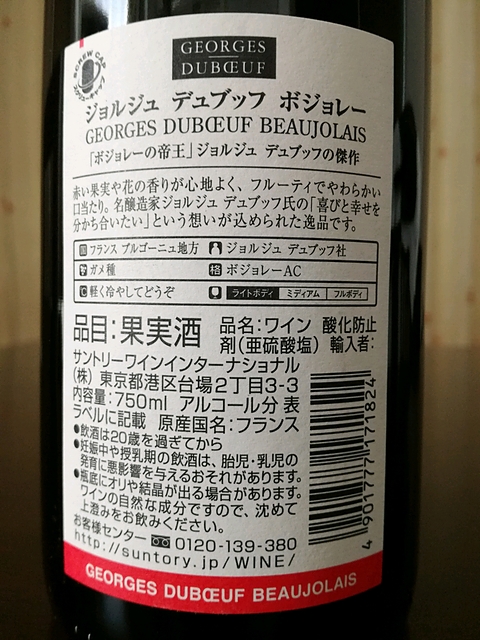 GEORGES
DUBŒUF
SCREW CAP
ジョルジュ デュブッフ ボジョレー
GEORGES DUBŒUF BEAUJOLAIS
「ボジョレーの帝王」ジョルジュ デュブッフの傑作
赤い果実や花の香りが心地よく、フルーティでやわらかい
口当たり。名醸造家ジョルジュ デュブッフ氏の「喜びと幸せを
分かち合いたい」という想いが込められた逸品です。
フランス ブルゴーニュ地方 ジョルジュ デュブッフ社
ガメ種 格 ボジョレーAC
軽く冷やしてどうぞ ライトボディ ミディアム フルボディ
品目:果実酒 品名:ワイン 酸化防止
剤(亜硫酸塩) 輸入者:
サントリーワインインターナショナル
(株) 東京都港区台場2丁目3-3
内容量:750ml アルコール分 表
ラベルに記載 原産国名:フランス
●飲酒は20歳を過ぎてから
●妊娠中や授乳期の飲酒は、胎児・乳児の
発育に悪影響を与えるおそれがあります。
●瓶底にオリや結晶が出る場合があります。
ワインの自然な成分ですので、沈めて
上澄みをお飲みください。
お客様センター 0120-139-380
http://suntory.jp/WINE/
4 901777 171824
GEORGES DUBŒUF BEAUJOLAIS